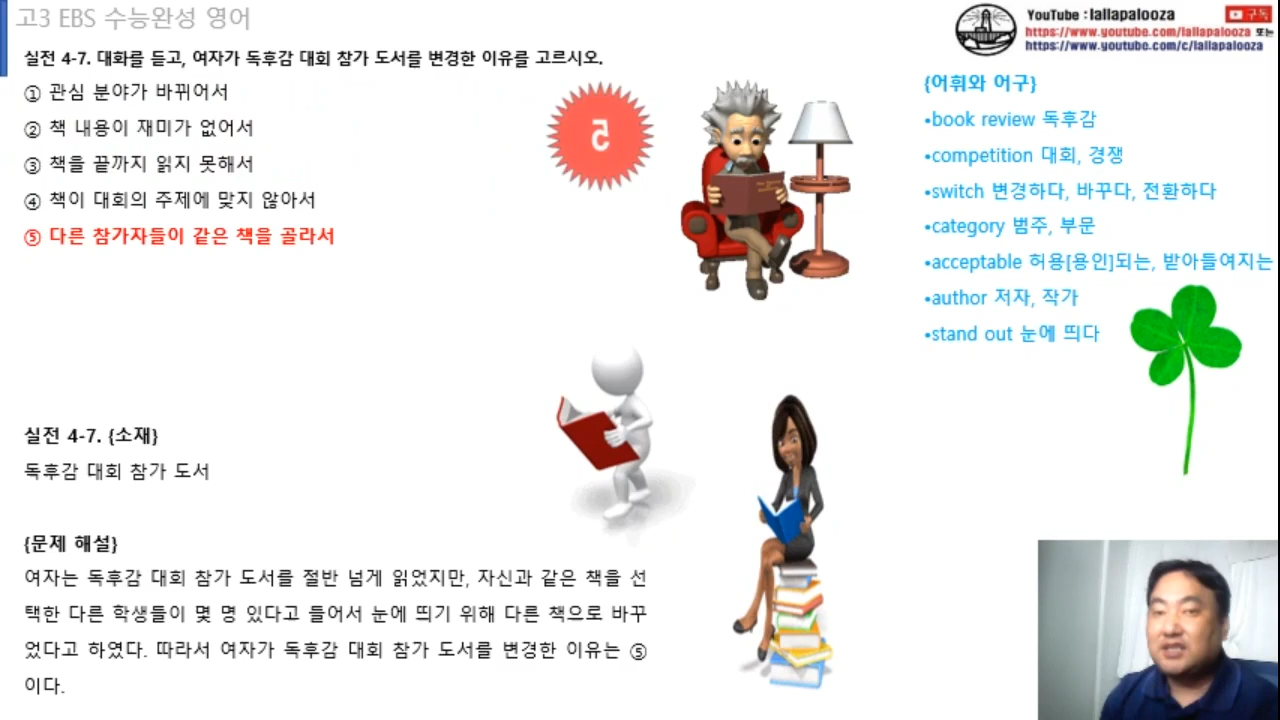 고3 EBS 수능완성 영어
YouTube : lallapalooza
구독
https://www.youtube.com/lallapalooza 또는
https://www.youtube.com/c/lallapalooza
실전 4-7. 대화를 듣고, 여자가 독후감 대회 참가 도서를 변경한 이유를 고르시오.
① 관심 분야가 바뀌어서
② 책 내용이 재미가 없어서
③ 책을 끝까지 읽지 못해서
④ 책이 대회의 주제에 맞지 않아서
⑤ 다른 참가자들이 같은 책을 골라서
5
{어휘와 어구}
•book review 독후감
•competition 대회, 경쟁
•switch 변경하다, 바꾸다, 전환하다
•category 범주, 부문
•acceptable 허용[용인]되는, 받아들여지는
•author 저자, 작가
•stand out 눈에 띄다
실전 4-7. {소재}
독후감 대회 참가 도서
{문제 해설}
여자는 독후감 대회 참가 도서를 절반 넘게 읽었지만, 자신과 같은 책을 선
택한 다른 학생들이 몇 명 있다고 들어서 눈에 띄기 위해 다른 책으로 바꾸
었다고 하였다. 따라서 여자가 독후감 대회 참가 도서를 변경한 이유는 ⑤
이다.